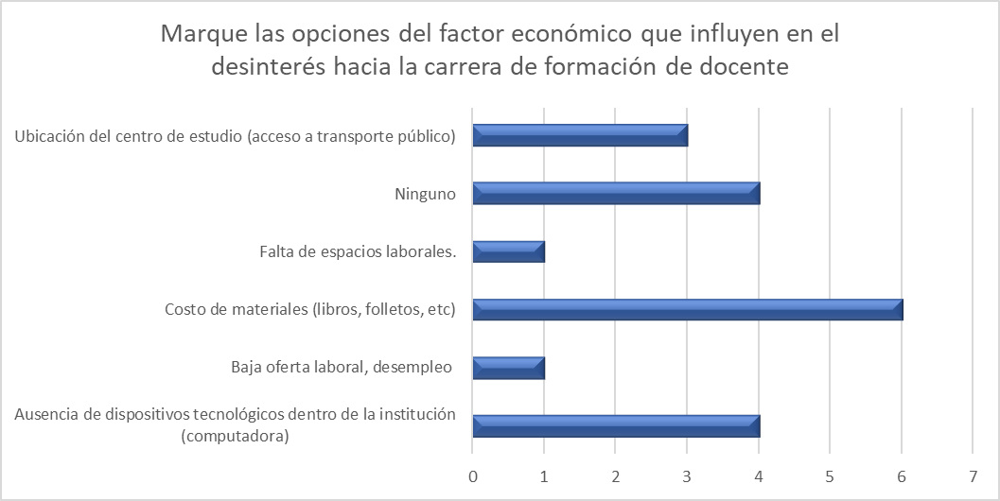 Marque las opciones del factor económico que influyen en el
desinterés hacia la carrera de formación de docente
Ubicación del centro de estudio (acceso a transporte público)
Ninguno
Falta de espacios laborales.
Costo de materiales (libros, folletos, etc)
Baja oferta laboral, desempleo
Ausencia de dispositivos tecnológicos dentro de la institución
(computadora)
0 1 2 3 4 5 6 7